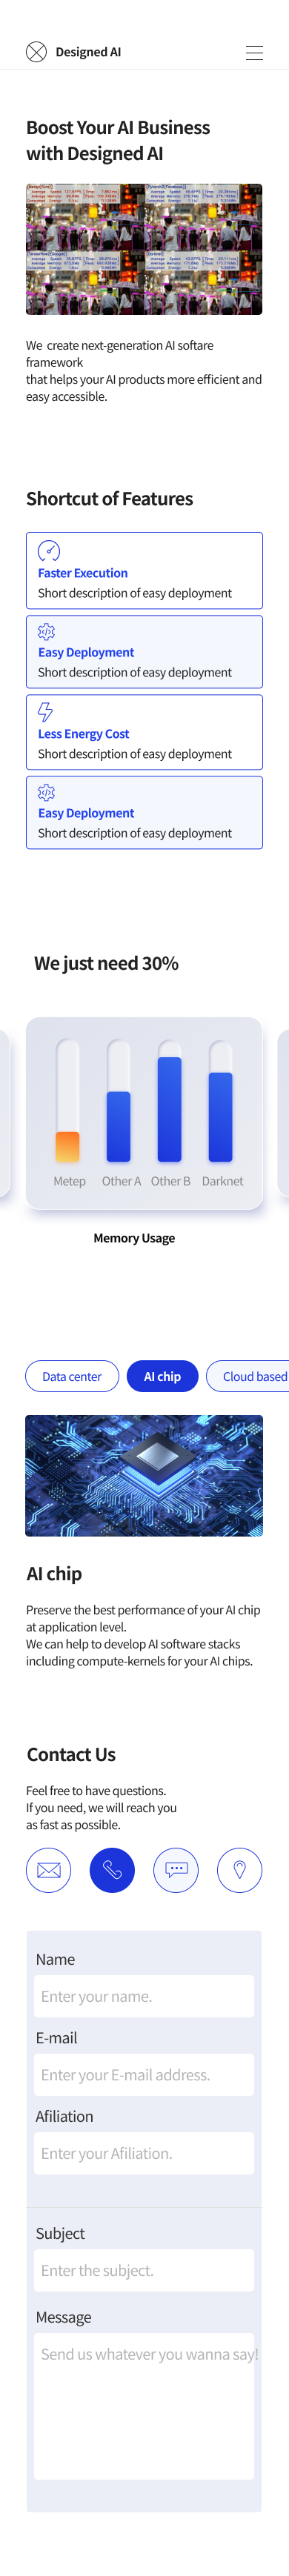 Designed AI
Boost Your AI Business
with Designed AI
We create next-generation AI softare
framework
that helps your AI products more efficient and
easy accessible.
Shortcut of Features
Faster Execution
Short description of easy deployment
Easy Deployment
Short description of easy deployment
Less Energy Cost
Short description of easy deployment
Easy Deployment
Short description of easy deployment
We just need 30%
Metep Other A Other B Darknet
Memory Usage
Data center AI chip Cloud based
AI chip
Preserve the best performance of your AI chip
at application level.
We can help to develop AI software stacks
including compute-kernels for your AI chips.
Contact Us
Feel free to have questions.
If you need, we will reach you
as fast as possible.
Name
Enter your name.
E-mail
Enter your E-mail address.
Afiliation
Enter your Afiliation.
Subject
Enter the subject.
Message
Send us whatever you wanna say!